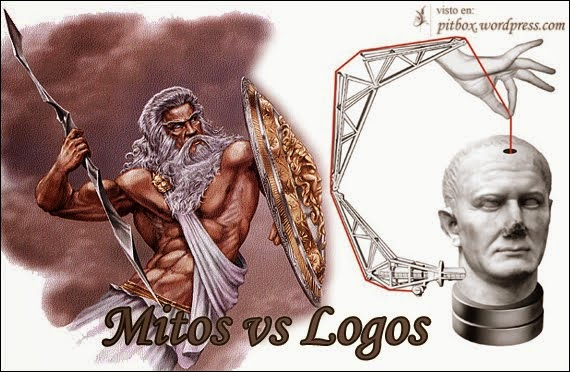 visto en:
pitbox.wordpress.com
Mitos vs Logos